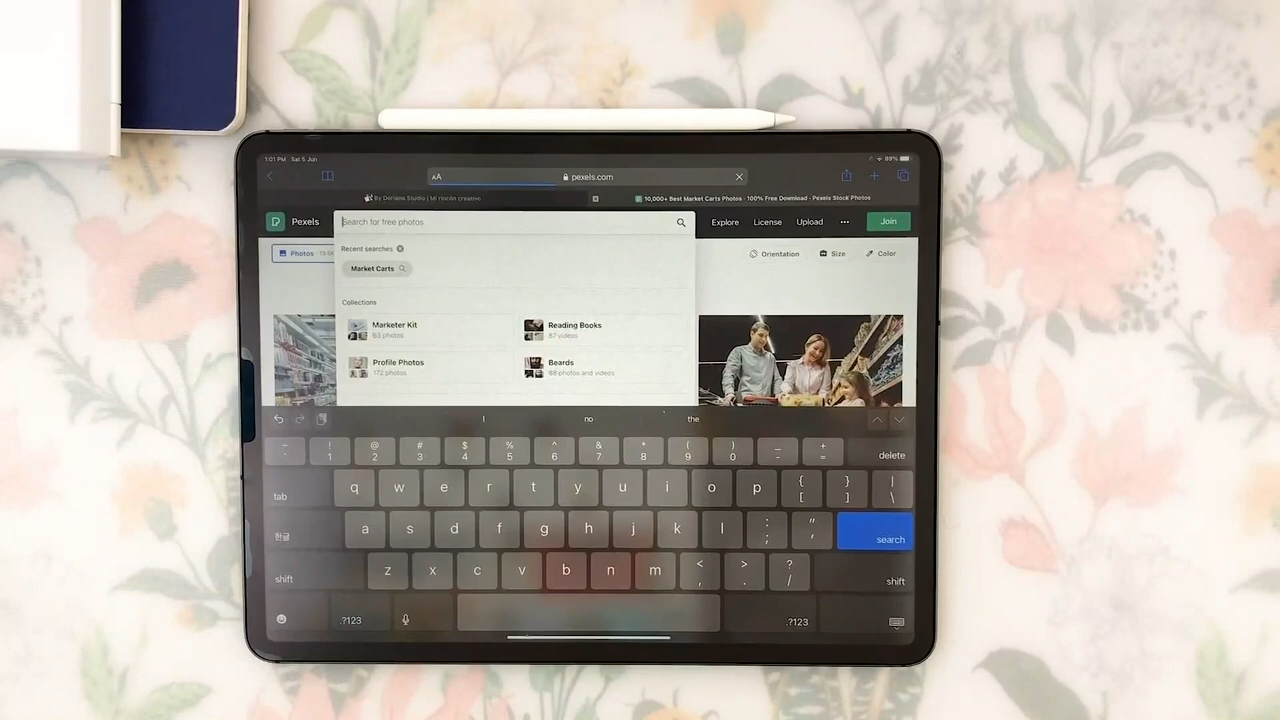 1:01 PM Sat 5 Jun
89%
AA
pexels.com
By Dorians Studio | Mi rincón creativo
10,000+ Best Market Carts Photos · 100% Free Download · Pexels Stock Photos
Pexels
Search for free photos
Explore
License
Upload
Join
Photos
Recent searches
Orientation
Size
Color
Market Carts
Collections
Marketer Kit
63 photos
Reading Books
87 videos
Profile Photos
172 photos
Beards
88 photos and videos
I
no
the
~ ! @ # $ % ^ & * ( ) _ +
` 1 2 3 4 5 6 7 8 9 0 - = delete
tab q w e r t y u i o p { [ } ] | \
한글 a s d f g h j k l : ; " ' search
shift z x c v b n m < , > . ? / shift
.?123 .?123